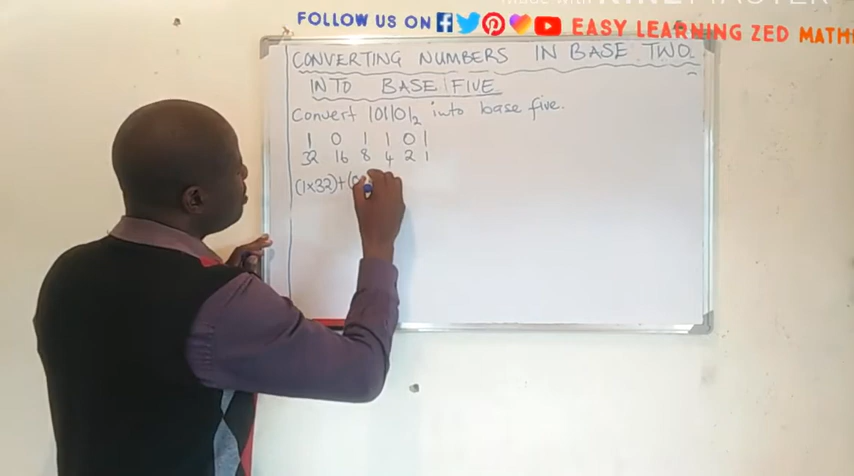 FOLLOW US ON
EASY LEARNING ZED MATH
CONVERTING NUMBERS IN BASE TWO
INTO BASE FIVE
Convert 101101₂ into base five.
1 0 1 1 0 1
32 16 8 4 2 1
(1×32)+(